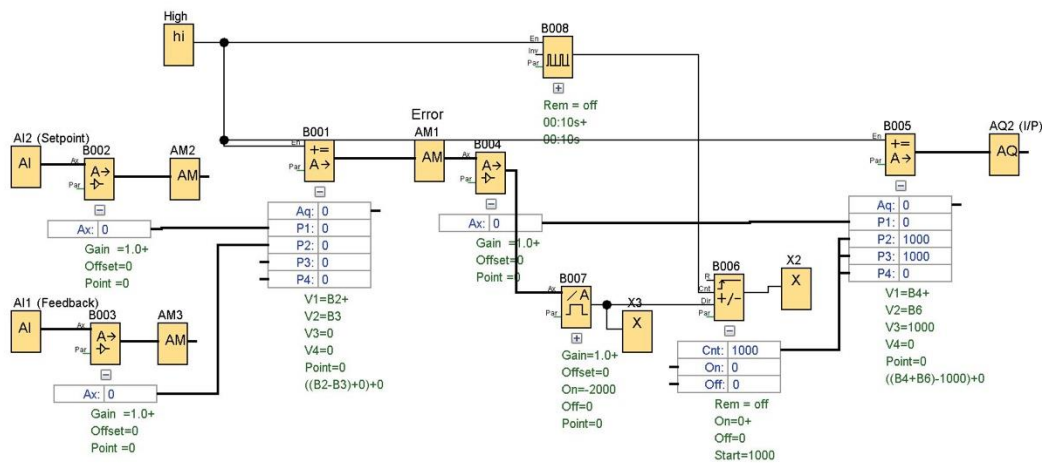 High
hi
B008
En
Inv
Par
Rem = off
00:10s+
00:10s
AI2 (Setpoint)
AI
B002
Ax
Par
A→
AM2
AM
Ax: 0
Gain =1.0+
Offset=0
Point =0
AI1 (Feedback)
AI
B003
Ax
Par
A→
AM3
AM
Ax: 0
Gain =1.0+
Offset=0
Point =0
B001
En
Par
+=
A→
Aq: 0
P1: 0
P2: 0
P3: 0
P4: 0
V1=B2+
V2=B3
V3=0
V4=0
Point=0
((B2-B3)+0)+0
Error
AM1
AM
B004
Ax
Par
A→
Ax: 0
Gain =1.0+
Offset=0
Point =0
B007
Ax
Par
/A
Gain=1.0+
Offset=0
On=-2000
Off=0
Point=0
X3
X
B006
R
Cnt
Dir
Par
+/-
Cnt: 1000
On: 0
Off: 0
Rem = off
On=0+
Off=0
Start=1000
X2
X
B005
En
Par
+=
A→
Aq: 0
P1: 0
P2: 1000
P3: 1000
P4: 0
V1=B4+
V2=B6
V3=1000
V4=0
Point=0
((B4+B6)-1000)+0
AQ2 (I/P)
AQ